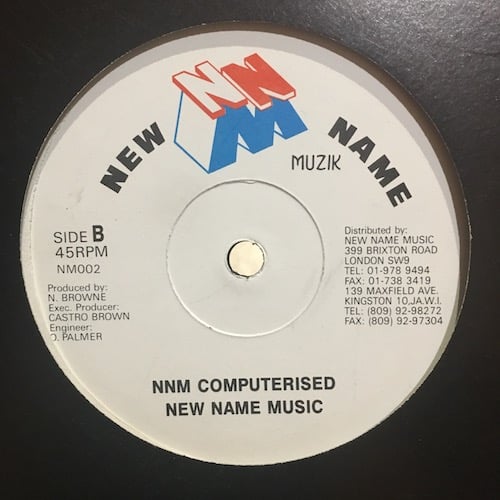 NEW NAME
NNM
MUZIK
SIDE B
45RPM
NM002
Produced by:
N. BROWNE
Exec. Producer:
CASTRO BROWN
Engineer:
O. PALMER
Distributed by:
NEW NAME MUSIC
399 BRIXTON ROAD
LONDON SW9
TEL: 01-978 9494
FAX: 01-738 3419
139 MAXFIELD AVE.
KINGSTON 10,JA.W.I.
TEL: (809) 92-98272
FAX: (809) 92-97304
NNM COMPUTERISED
NEW NAME MUSIC